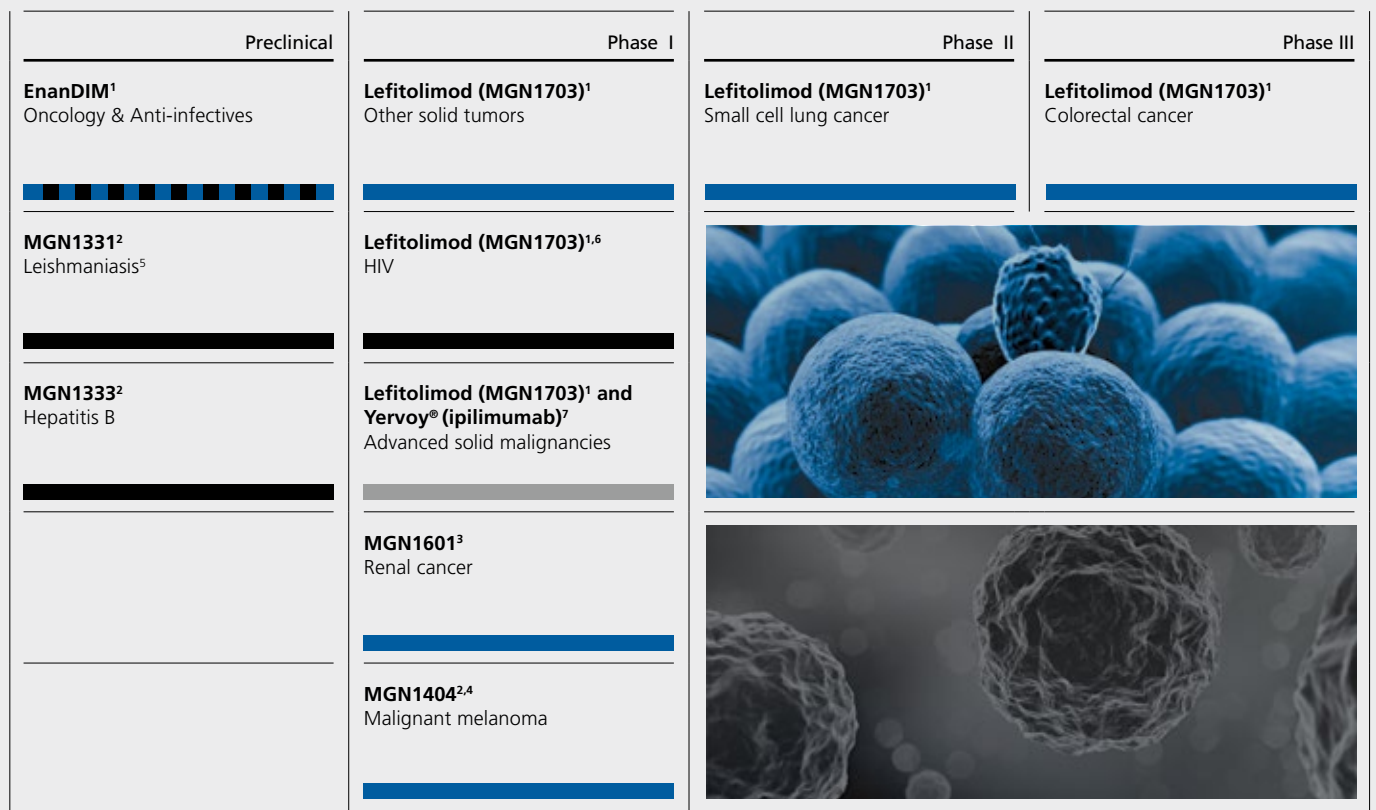 Preclinical
Phase I
Phase II
Phase III
EnanDIM¹
Oncology & Anti-infectives
Lefitolimod (MGN1703)¹
Other solid tumors
Lefitolimod (MGN1703)¹
Small cell lung cancer
Lefitolimod (MGN1703)¹
Colorectal cancer
MGN1331²
Leishmaniasis⁵
Lefitolimod (MGN1703)¹,⁶
HIV
MGN1333²
Hepatitis B
Lefitolimod (MGN1703)¹ and
Yervoy® (ipilimumab)⁷
Advanced solid malignancies
MGN1601³
Renal cancer
MGN1404²,⁴
Malignant melanoma